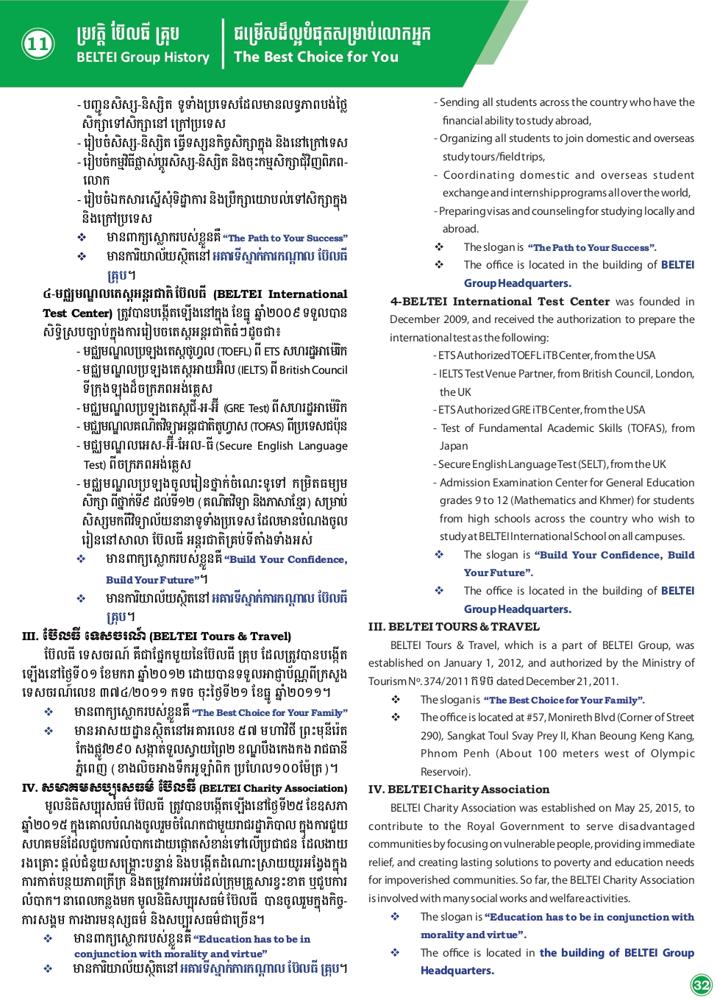 11
ប្រវត្តិ ប៊ែលធី គ្រុប
BELTEI Group History
ជម្រើសដ៏ល្អបំផុតសម្រាប់លោកអ្នក
The Best Choice for You
- បញ្ជូនសិស្ស-និស្សិត ទូទាំងប្រទេសដែលមានលទ្ធភាពបង់ថ្លៃ
សិក្សាទៅសិក្សានៅ ក្រៅប្រទេស
- រៀបចំសិស្ស-និស្សិត ធ្វើទស្សនកិច្ចសិក្សាក្នុង និងនៅក្រៅទេស
- រៀបចំកម្មវិធីផ្លាស់ប្តូរសិស្ស-និស្សិត និងចុះកម្មសិក្សាជុំវិញពិភព-
លោក
- រៀបចំឯកសារស្នើសុំទិដ្ឋាការ និងប្រឹក្សាយោបល់ទៅសិក្សាក្នុង
និងក្រៅប្រទេស
❖ មានពាក្យស្លោករបស់ខ្លួនគឺ “The Path to Your Success”
❖ មានការិយាល័យស្ថិតនៅ អគារទីស្នាក់ការកណ្តាល ប៊ែលធី
គ្រុប។
៤-មជ្ឈមណ្ឌលតេស្តអន្តរជាតិ ប៊ែលធី (BELTEI International
Test Center) ត្រូវបានបង្កើតឡើងនៅក្នុង ខែធ្នូ ឆ្នាំ២០០៩ ទទួលបាន
សិទ្ធិស្របច្បាប់ក្នុងការរៀបចំតេស្តអន្តរជាតិធំៗដូចជា៖
- មជ្ឈមណ្ឌលប្រឡងតេស្តថូហ្វល (TOEFL) ពី ETS សហរដ្ឋអាម៉េរិក
- មជ្ឈមណ្ឌលប្រឡងតេស្តអាយអ៊ិល (IELTS) ពី British Council
ទីក្រុងឡុងដ៍ចក្រភពអង់គ្លេស
- មជ្ឈមណ្ឌលប្រឡងតេស្តជី-អ-អ៊ី (GRE Test) ពីសហរដ្ឋអាម៉េរិក
- មជ្ឈមណ្ឌលគណិតវិទ្យាអន្តរជាតិតូហ្វាស (TOFAS) ពីប្រទេសជប៉ុន
- មជ្ឈមណ្ឌលអេស-អ៊ី-អែល-ធី (Secure English Language
Test) ពីចក្រភពអង់គ្លេស
- មជ្ឈមណ្ឌលប្រឡងចូលរៀនថ្នាក់ចំណេះទូទៅ កម្រិតមធ្យម
សិក្សា ពីថ្នាក់ទី៩ ដល់ទី១២ (គណិតវិទ្យា និងភាសាខ្មែរ) សម្រាប់
សិស្សមកពីវិទ្យាល័យនានាទូទាំងប្រទេស ដែលមានបំណងចូល
រៀននៅសាលា ប៊ែលធី អន្តរជាតិគ្រប់ទីតាំងទាំងអស់
❖ មានពាក្យស្លោករបស់ខ្លួនគឺ “Build Your Confidence,
Build Your Future”។
❖ មានការិយាល័យស្ថិតនៅ អគារទីស្នាក់ការកណ្តាល ប៊ែលធី
គ្រុប។
III. ប៊ែលធី ទេសចរណ៍ (BELTEI Tours & Travel)
ប៊ែលធី ទេសចរណ៍ គឺជាផ្នែកមួយនៃប៊ែលធី គ្រុប ដែលត្រូវបានបង្កើត
ឡើងនៅថ្ងៃទី០១ ខែមករា ឆ្នាំ២០១២ ដោយបានទទួលអាជ្ញាប័ណ្ណពីក្រសួង
ទេសចរណ៍លេខ ៣៧៤/២០១១ កទច ចុះថ្ងៃទី២១ ខែធ្នូ ឆ្នាំ២០១១។
❖ មានពាក្យស្លោករបស់ខ្លួនគឺ “The Best Choice for Your Family”
❖ មានអាសយដ្ឋានស្ថិតនៅអគារលេខ ៥៧ មហាវិថី ព្រះមុនីរ៉េត
កែងផ្លូវ២៩០ សង្កាត់ទួលស្វាយព្រៃ២ ខណ្ឌបឹងកេងកង រាជធានី
ភ្នំពេញ (ខាងលិចអាងទឹកអូឡាំពិក ប្រហែល១០០ម៉ែត្រ)។
IV. សមាគមសប្បុរសធម៌ ប៊ែលធី (BELTEI Charity Association)
មូលនិធិសប្បុរសធម៌ ប៊ែលធី ត្រូវបានបង្កើតឡើងនៅថ្ងៃទី២៥ ខែឧសភា
ឆ្នាំ២០១៥ ក្នុងគោលបំណងចូលរួមចំណែកជាមួយរាជរដ្ឋាភិបាល ក្នុងការជួយ
សហគមន៍ដែលជួបការលំបាកដោយផ្តោតសំខាន់ទៅលើប្រជាជន ដែលងាយ
រងគ្រោះ ផ្តល់ជំនួយសង្គ្រោះបន្ទាន់ និងបង្កើតដំណោះស្រាយយូរអង្វែងក្នុង
ការកាត់បន្ថយភាពក្រីក្រ និងតម្រូវការអប់រំដល់ក្រុមគ្រួសារខ្វះខាត ឬជួបការ
លំបាក។ នាពេលកន្លងមក មូលនិធិសប្បុរសធម៌ ប៊ែលធី បានចូលរួមក្នុងកិច្ច-
ការសង្គម ការងារមនុស្សធម៌ និងសប្បុរសធម៌ជាច្រើន។
❖ មានពាក្យស្លោករបស់ខ្លួនគឺ “Education has to be in
conjunction with morality and virtue”
❖ មានការិយាល័យស្ថិតនៅ អគារទីស្នាក់ការកណ្តាល ប៊ែលធី គ្រុប។
- Sending all students across the country who have the
financial ability to study abroad,
- Organizing all students to join domestic and overseas
study tours/field trips,
- Coordinating domestic and overseas student
exchange and internship programs all over the world,
- Preparing visas and counseling for studying locally and
abroad.
❖ The slogan is “The Path to Your Success”.
❖ The office is located in the building of BELTEI
Group Headquarters.
4-BELTEI International Test Center was founded in
December 2009, and received the authorization to prepare the
international test as the following:
- ETS Authorized TOEFL iTB Center, from the USA
- IELTS Test Venue Partner, from British Council, London,
the UK
- ETS Authorized GRE iTB Center, from the USA
- Test of Fundamental Academic Skills (TOFAS), from
Japan
- Secure English Language Test (SELT), from the UK
- Admission Examination Center for General Education
grades 9 to 12 (Mathematics and Khmer) for students
from high schools across the country who wish to
study at BELTEI International School on all campuses.
❖ The slogan is “Build Your Confidence, Build
Your Future”.
❖ The office is located in the building of BELTEI
Group Headquarters.
III. BELTEI TOURS & TRAVEL
BELTEI Tours & Travel, which is a part of BELTEI Group, was
established on January 1, 2012, and authorized by the Ministry of
Tourism Nº. 374/2011 កទច dated December 21, 2011.
❖ The slogan is “The Best Choice for Your Family”.
❖ The office is located at #57, Monireth Blvd (Corner of Street
290), Sangkat Toul Svay Prey II, Khan Beoung Keng Kang,
Phnom Penh (About 100 meters west of Olympic
Reservoir).
IV. BELTEI Charity Association
BELTEI Charity Association was established on May 25, 2015, to
contribute to the Royal Government to serve disadvantaged
communities by focusing on vulnerable people, providing immediate
relief, and creating lasting solutions to poverty and education needs
for impoverished communities. So far, the BELTEI Charity Association
is involved with many social works and welfare activities.
❖ The slogan is “Education has to be in conjunction with
morality and virtue”.
❖ The office is located in the building of BELTEI Group
Headquarters.
32